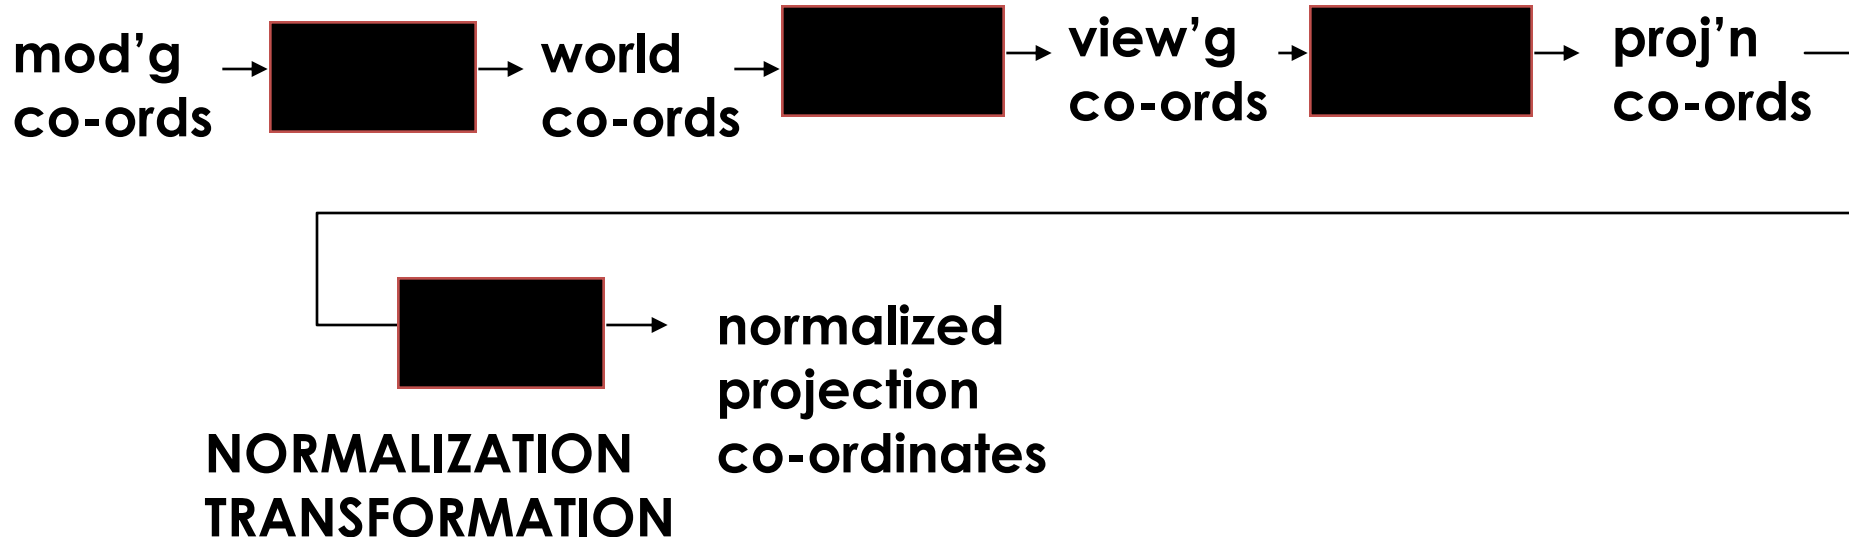 mod’g
co-ords
world
co-ords
view’g
co-ords
proj’n
co-ords
normalized
projection
co-ordinates
NORMALIZATION
TRANSFORMATION